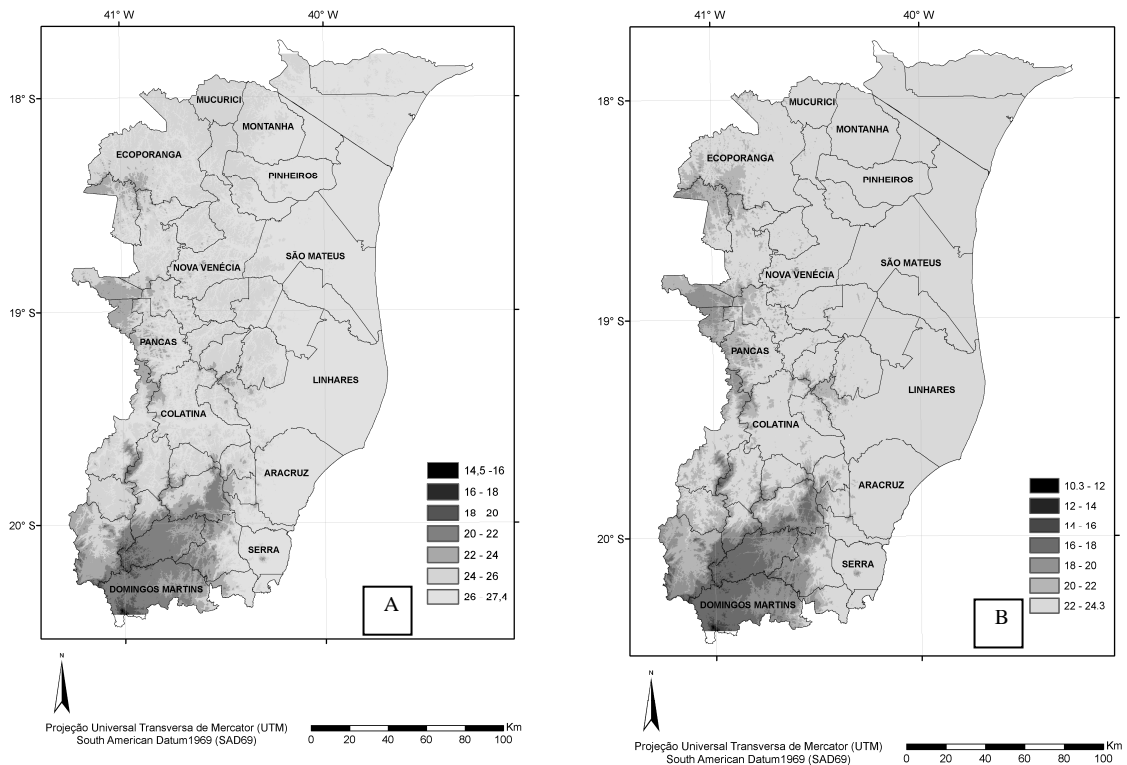 41° W
40° W
18° S
19° S
20° S
MUCURICI
MONTANHA
ECOPORANGA
PINHEIROS
SÃO MATEUS
NOVA VENÉCIA
PANCAS
LINHARES
COLATINA
ARACRUZ
SERRA
DOMINGOS MARTINS
14,5 -16
16 - 18
18 20
20 - 22
22 - 24
24 - 26
26 27,4
A
N
Projeção Universal Transversa de Mercator (UTM)
South American Datum1969 (SAD69)
Km
0 20 40 60 80 100
41° W
40° W
18° S
19° S
20° S
MUCURICI
MONTANHA
ECOPORANGA
PINHEIROS
SÃO MATEUS
NOVA VENÉCIA
PANCAS
LINHARES
COLATINA
ARACRUZ
SERRA
DOMINGOS MARTINS
10.3 - 12
12 - 14
14 - 16
16 - 18
18 - 20
20 - 22
22 - 24.3
B
N
Projeção Universal Transversa de Mercator (UTM)
South American Datum 1969 (SAD69)
Km
0 20 40 60 80 100